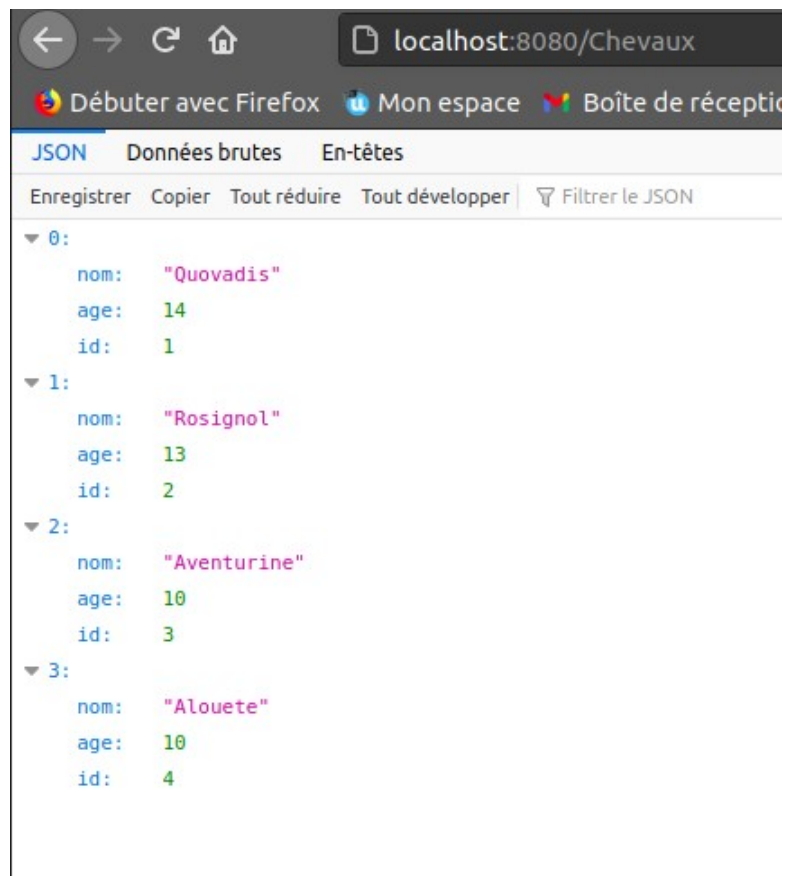 localhost:8080/Chevaux
Débuter avec Firefox Mon espace Boîte de réceptio
JSON Données brutes En-têtes
Enregistrer Copier Tout réduire Tout développer Filtrer le JSON
0:
nom: "Quovadis"
age: 14
id: 1
1:
nom: "Rosignol"
age: 13
id: 2
2:
nom: "Aventurine"
age: 10
id: 3
3:
nom: "Alouete"
age: 10
id: 4